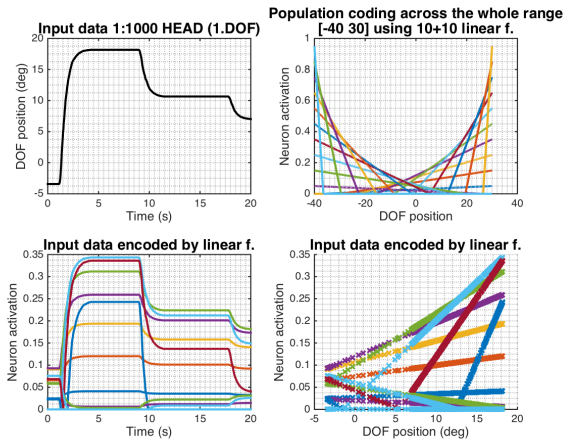 Input data 1:1000 HEAD (1.DOF)
20
15
10
5
0
-5
DOF position (deg)
0 5 10 15 20
Time (s)
Population coding across the whole range
[-40 30] using 10+10 linear f.
1
0.8
0.6
0.4
0.2
0
Neuron activation
-40 -20 0 20 40
DOF position
Input data encoded by linear f.
0.35
0.3
0.25
0.2
0.15
0.1
0.05
0
Neuron activation
0 5 10 15 20
Time (s)
Input data encoded by linear f.
0.35
0.3
0.25
0.2
0.15
0.1
0.05
0
Neuron activation
-5 0 5 10 15 20
DOF position (deg)